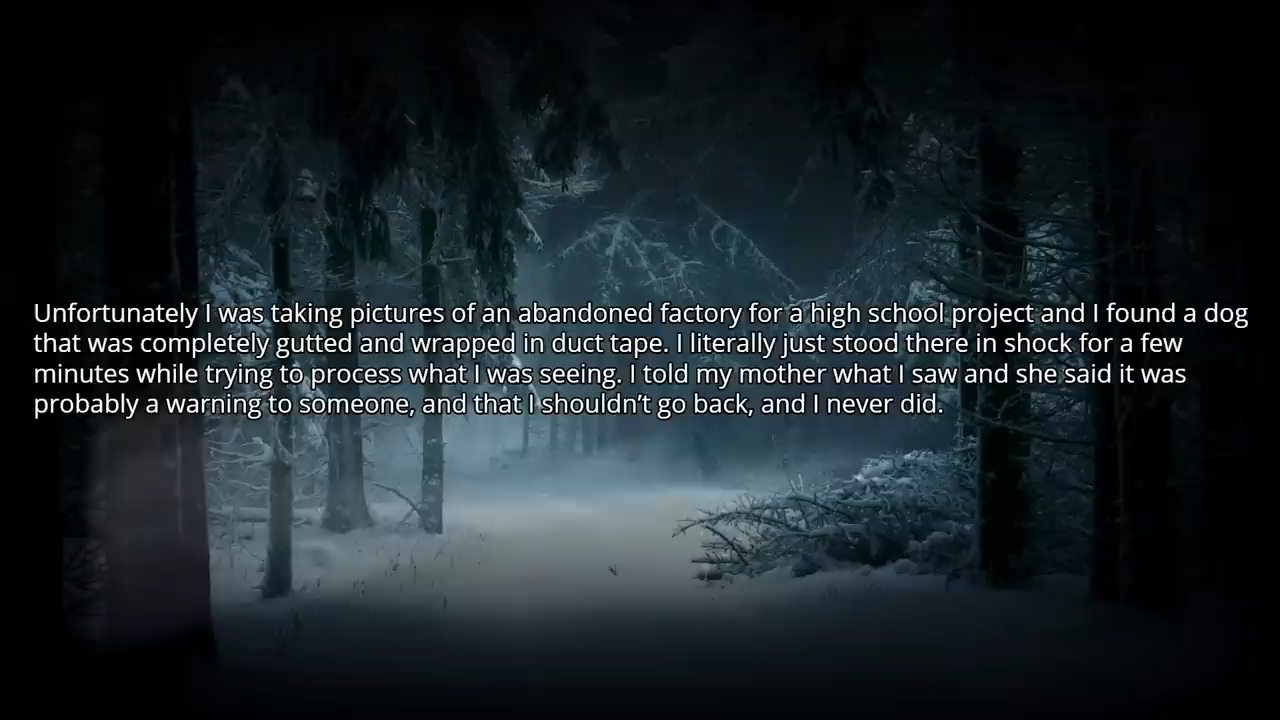 Unfortunately I was taking pictures of an abandoned factory for a high school project and I found a dog
that was completely gutted and wrapped in duct tape. I literally just stood there in shock for a few
minutes while trying to process what I was seeing. I told my mother what I saw and she said it was
probably a warning to someone, and that I shouldn’t go back, and I never did.